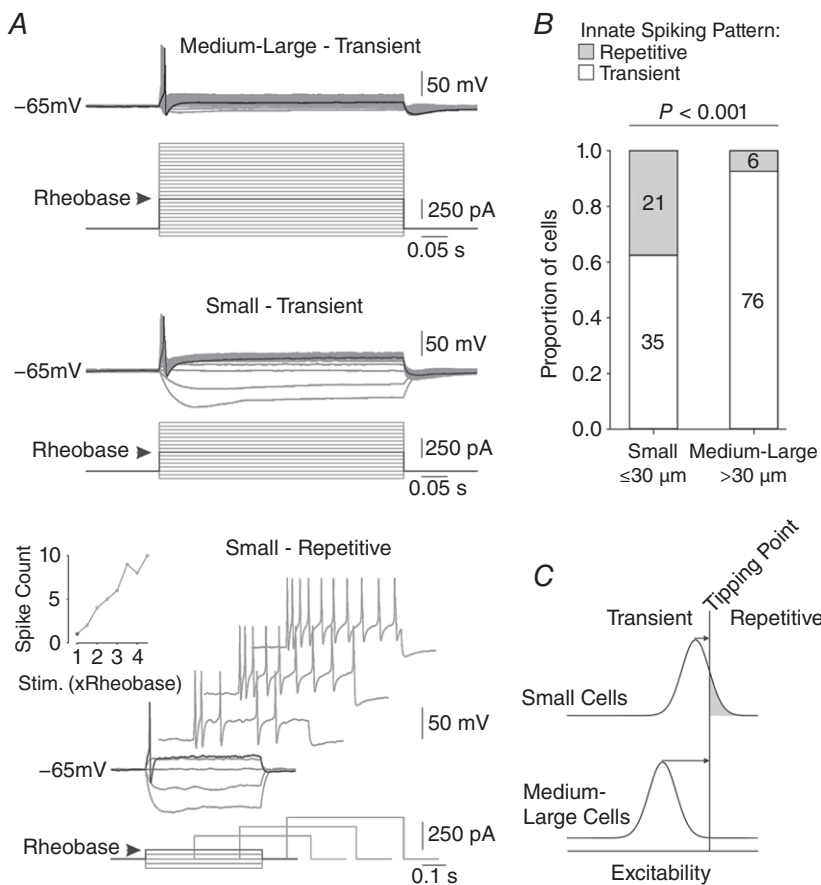 A
Medium-Large - Transient
50 mV
−65mV
Rheobase
250 pA
0.05 s
Small - Transient
50 mV
−65mV
Rheobase
250 pA
0.05 s
Small - Repetitive
Spike Count
10
5
0
1 2 3 4
Stim. (xRheobase)
50 mV
−65mV
Rheobase
250 pA
0.1 s
B
Innate Spiking Pattern:
Repetitive
Transient
P < 0.001
Proportion of cells
1.0
0.8
0.6
0.4
0.2
0.0
21
35
6
76
Small
≤30 µm
Medium-Large
>30 µm
C
Tipping Point
Transient
Repetitive
Small Cells
Medium-
Large Cells
Excitability